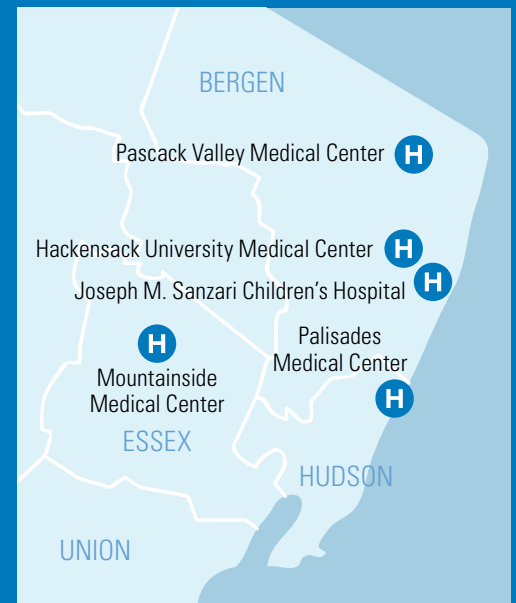 BERGEN
Pascack Valley Medical Center H
Hackensack University Medical Center H
Joseph M. Sanzari Children’s Hospital H
H
Mountainside
Medical Center
Palisades
Medical Center
H
ESSEX
HUDSON
UNION